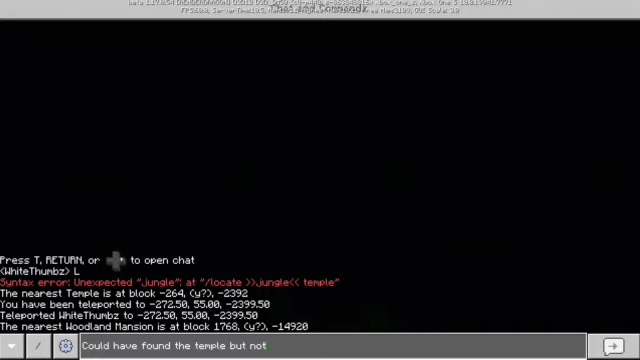 Chat and Commands
Press T, RETURN, or to open chat
<WhiteThumbz> L
Syntax error: Unexpected "jungle": at "/locate >>jungle<< temple"
The nearest Temple is at block -264, (y?), -2392
You have been teleported to -272.50, 55.00, -2399.50
Teleported WhiteThumbz to -272.50, 55.00, -2399.50
The nearest Woodland Mansion is at block 1768, (y?), -14920
/ Could have found the temple but not